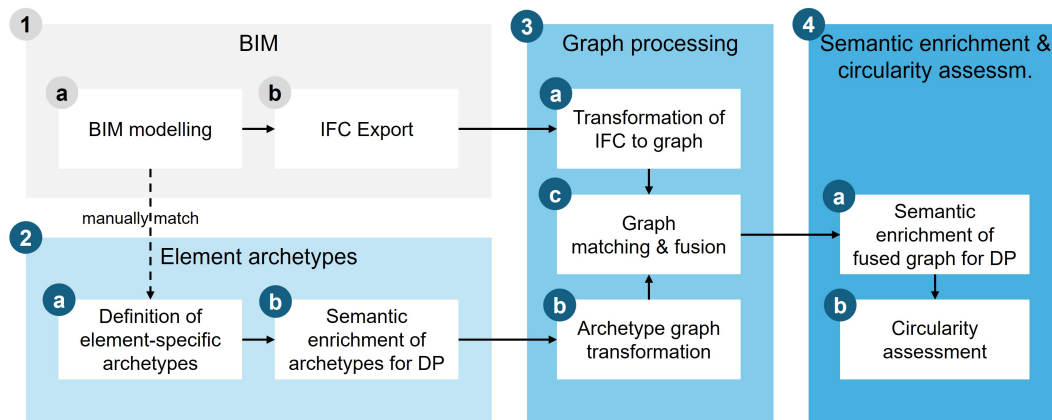 1
BIM
a
BIM modelling
b
IFC Export
manually match
2
Element archetypes
a
Definition of
element-specific
archetypes
b
Semantic
enrichment of
archetypes for DP
3
Graph processing
a
Transformation of
IFC to graph
c
Graph
matching & fusion
b
Archetype graph
transformation
4
Semantic enrichment &
circularity assessm.
a
Semantic
enrichment of
fused graph for DP
b
Circularity
assessment